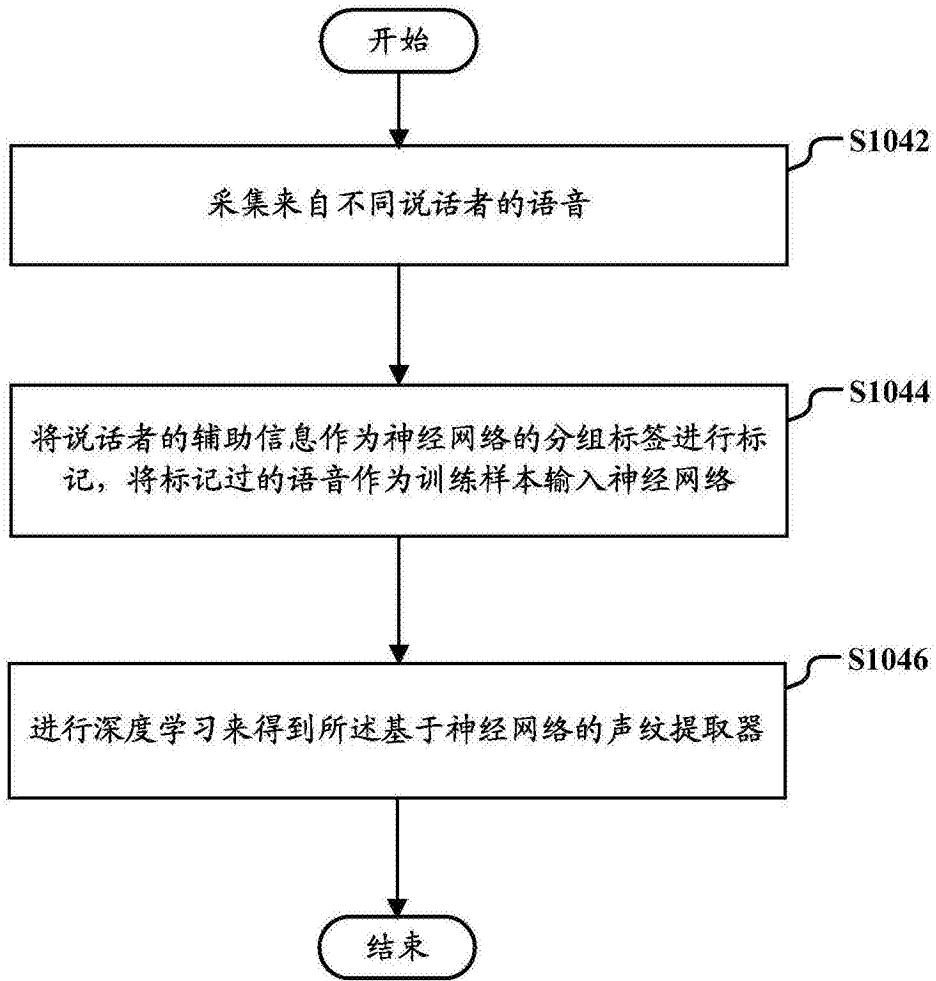 开始
S1042
采集来自不同说话者的语音
S1044
将说话者的辅助信息作为神经网络的分组标签进行标
记，将标记过的语音作为训练样本输入神经网络
S1046
进行深度学习来得到所述基于神经网络的声纹提取器
结束